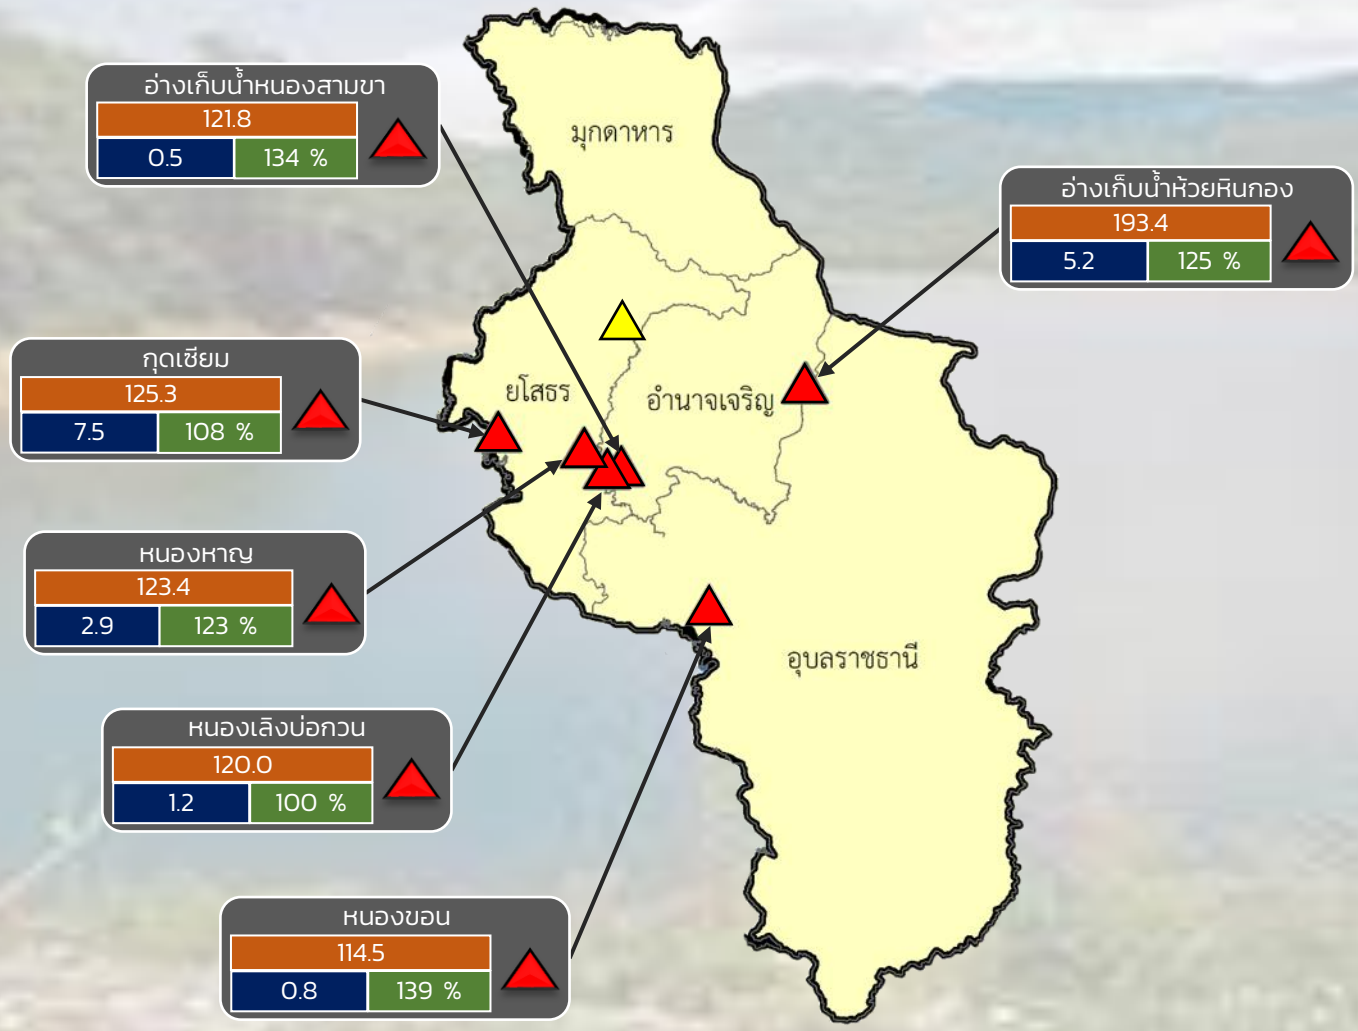 อ่างเก็บน้ำหนองสามขา
121.8
0.5 134 %
มุกดาหาร
อ่างเก็บน้ำห้วยหินกอง
193.4
5.2 125 %
กุดเซียม
125.3
7.5 108 %
ยโสธร
อำนาจเจริญ
หนองหาญ
123.4
2.9 123 %
อุบลราชธานี
หนองเลิงบ่อกวน
120.0
1.2 100 %
หนองขอน
114.5
0.8 139 %